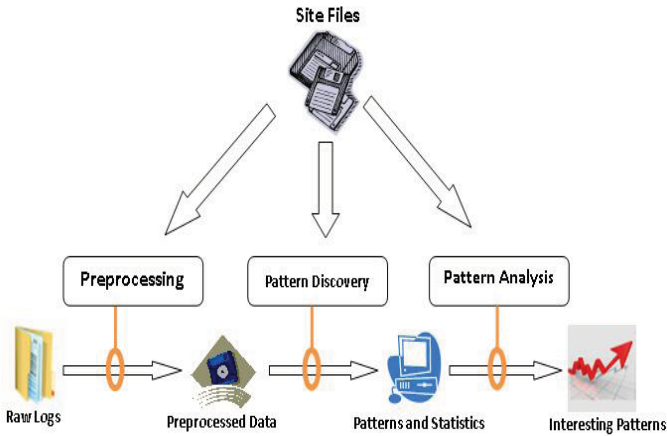 Site Files
Preprocessing
Pattern Discovery
Pattern Analysis
Raw Logs
Preprocessed Data
Patterns and Statistics
Interesting Patterns